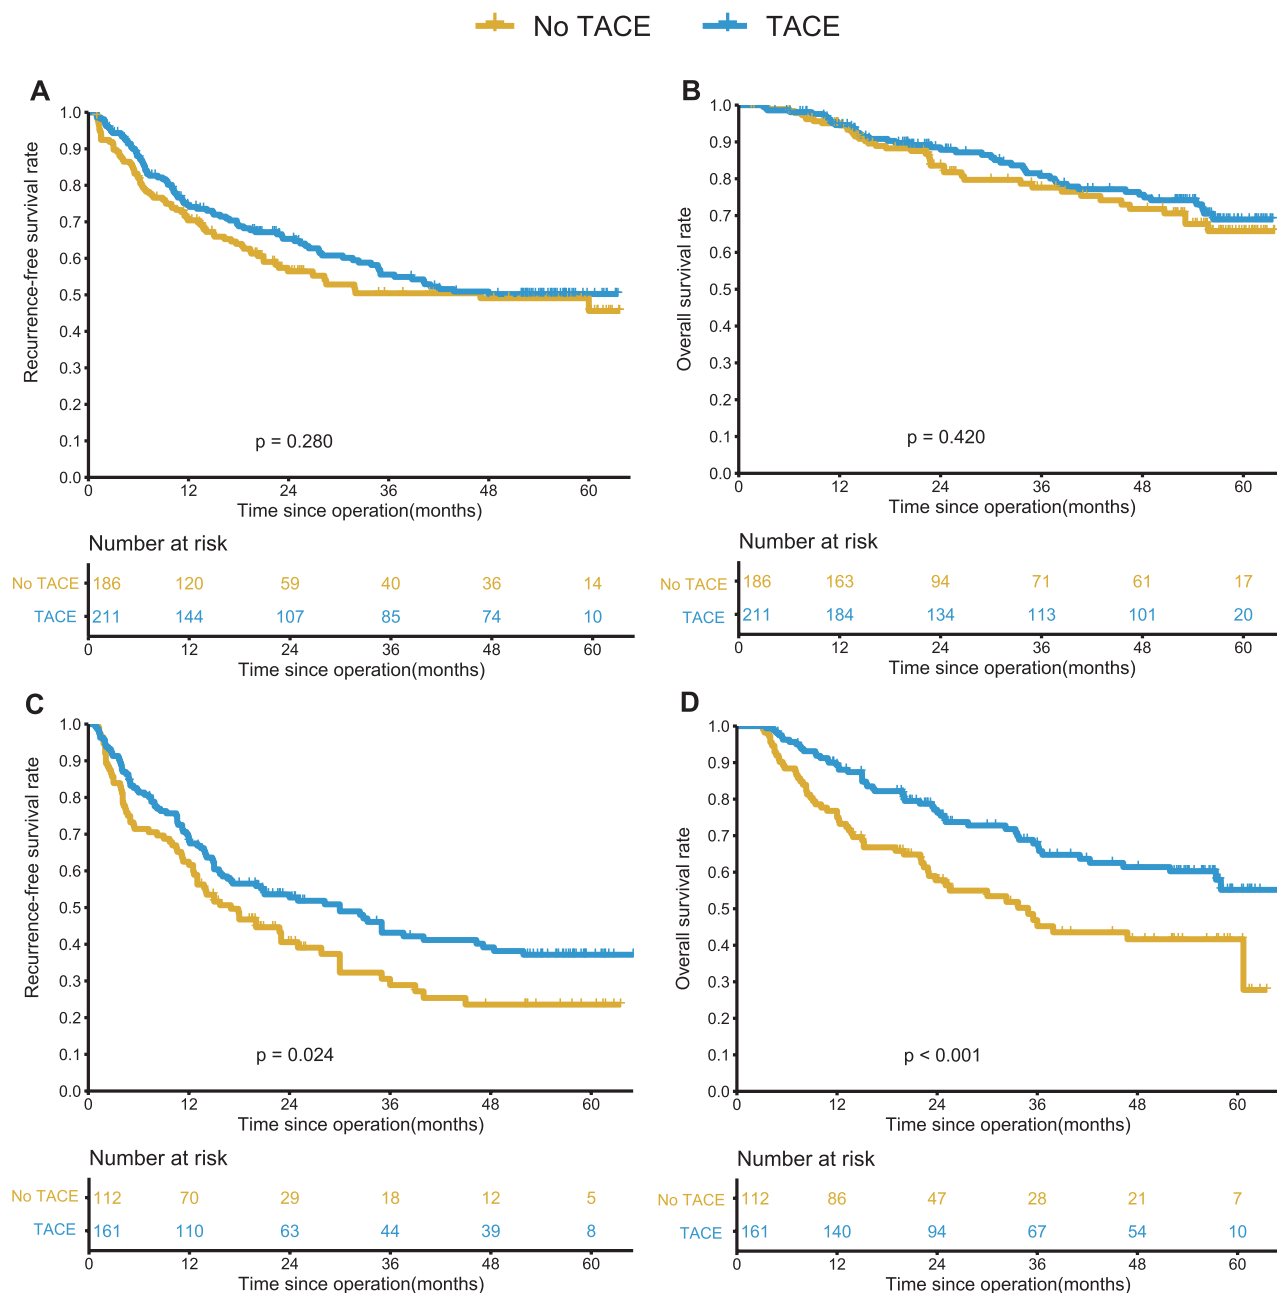 No TACE TACE
A
1.0
0.9
0.8
0.7
0.6
0.5
0.4
0.3
0.2
0.1
0.0
Recurrence-free survival rate
p = 0.280
0 12 24 36 48 60
Time since operation(months)
Number at risk
No TACE 186 120 59 40 36 14
TACE 211 144 107 85 74 10
0 12 24 36 48 60
Time since operation(months)
B
1.0
0.9
0.8
0.7
0.6
0.5
0.4
0.3
0.2
0.1
0.0
Overall survival rate
p = 0.420
0 12 24 36 48 60
Time since operation(months)
Number at risk
No TACE 186 163 94 71 61 17
TACE 211 184 134 113 101 20
0 12 24 36 48 60
Time since operation(months)
C
1.0
0.9
0.8
0.7
0.6
0.5
0.4
0.3
0.2
0.1
0.0
Recurrence-free survival rate
p = 0.024
0 12 24 36 48 60
Time since operation(months)
Number at risk
No TACE 112 70 29 18 12 5
TACE 161 110 63 44 39 8
0 12 24 36 48 60
Time since operation(months)
D
1.0
0.9
0.8
0.7
0.6
0.5
0.4
0.3
0.2
0.1
0.0
Overall survival rate
p < 0.001
0 12 24 36 48 60
Time since operation(months)
Number at risk
No TACE 112 86 47 28 21 7
TACE 161 140 94 67 54 10
0 12 24 36 48 60
Time since operation(months)